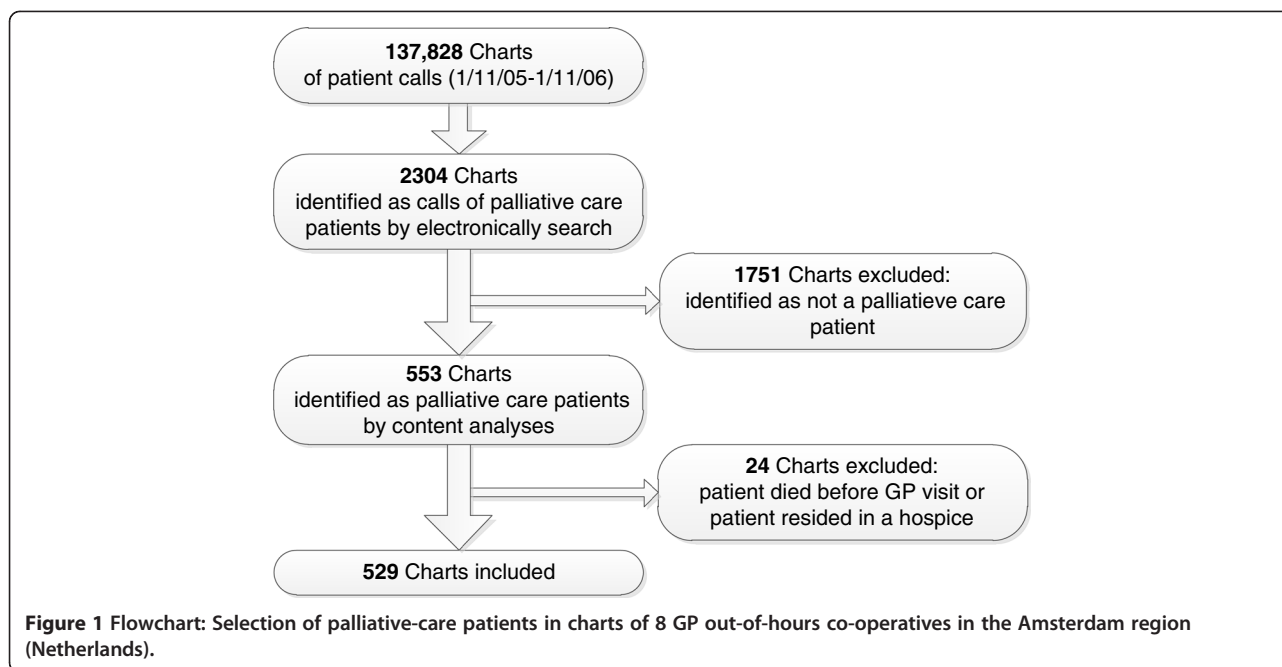 137,828 Charts
of patient calls (1/11/05-1/11/06)
2304 Charts
identified as calls of palliative care
patients by electronically search
1751 Charts excluded:
identified as not a palliatieve care
patient
553 Charts
identified as palliative care patients
by content analyses
24 Charts excluded:
patient died before GP visit or
patient resided in a hospice
529 Charts included
Figure 1 Flowchart: Selection of palliative-care patients in charts of 8 GP out-of-hours co-operatives in the Amsterdam region
(Netherlands).